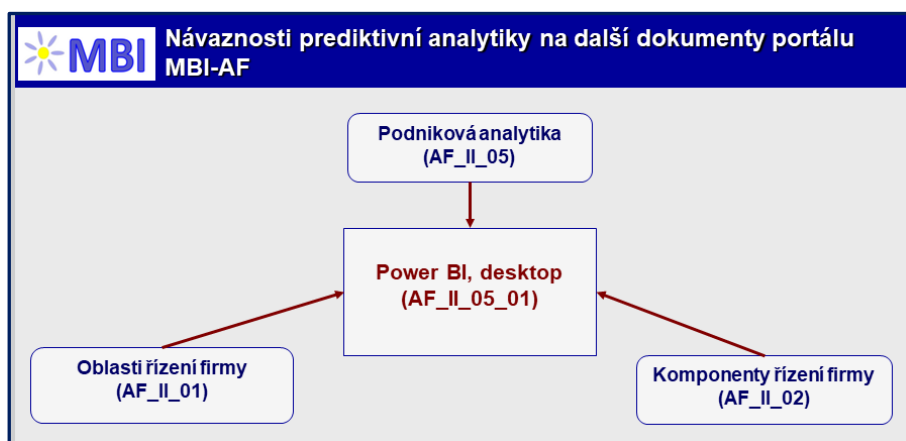 MBI
Návaznosti prediktivní analytiky na další dokumenty portálu
MBI-AF
Podniková analytika
(AF_II_05)
Power BI, desktop
(AF_II_05_01)
Oblasti řízení firmy
(AF_II_01)
Komponenty řízení firmy
(AF_II_02)